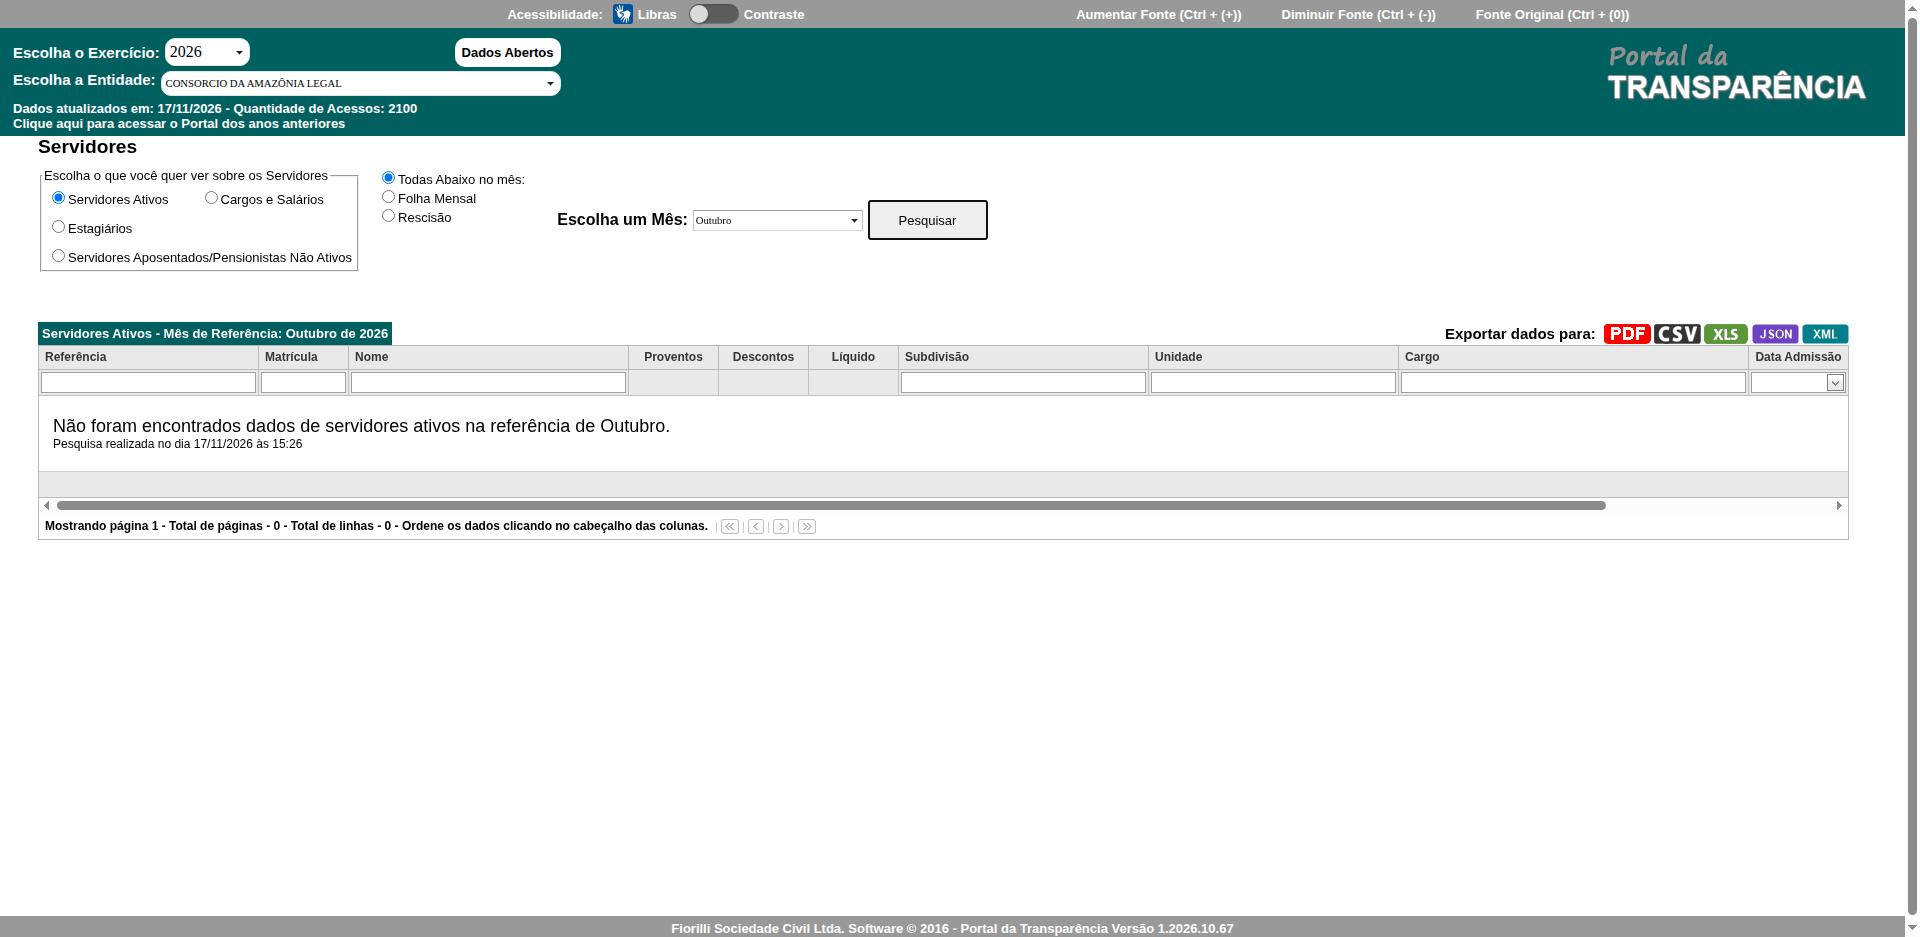 Acessibilidade: Libras Contraste Aumentar Fonte (Ctrl + (+)) Diminuir Fonte (Ctrl + (-)) Fonte Original (Ctrl + (0))
Escolha o Exercício: 2026 Dados Abertos
Escolha a Entidade: CONSORCIO DA AMAZÔNIA LEGAL
Portal da
TRANSPARÊNCIA
Dados atualizados em: 17/11/2026 - Quantidade de Acessos: 2100
Clique aqui para acessar o Portal dos anos anteriores
Servidores
Escolha o que você quer ver sobre os Servidores
Servidores Ativos Cargos e Salários
Estagiários
Servidores Aposentados/Pensionistas Não Ativos
Todas Abaixo no mês:
Folha Mensal
Rescisão
Escolha um Mês: Outubro Pesquisar
Servidores Ativos - Mês de Referência: Outubro de 2026
Exportar dados para: PDF CSV XLS JSON XML
Referência Matrícula Nome Proventos Descontos Líquido Subdivisão Unidade Cargo Data Admissão
Não foram encontrados dados de servidores ativos na referência de Outubro.
Pesquisa realizada no dia 17/11/2026 às 15:26
Mostrando página 1 - Total de páginas - 0 - Total de linhas - 0 - Ordene os dados clicando no cabeçalho das colunas.
Fiorilli Sociedade Civil Ltda. Software © 2016 - Portal da Transparência Versão 1.2026.10.67